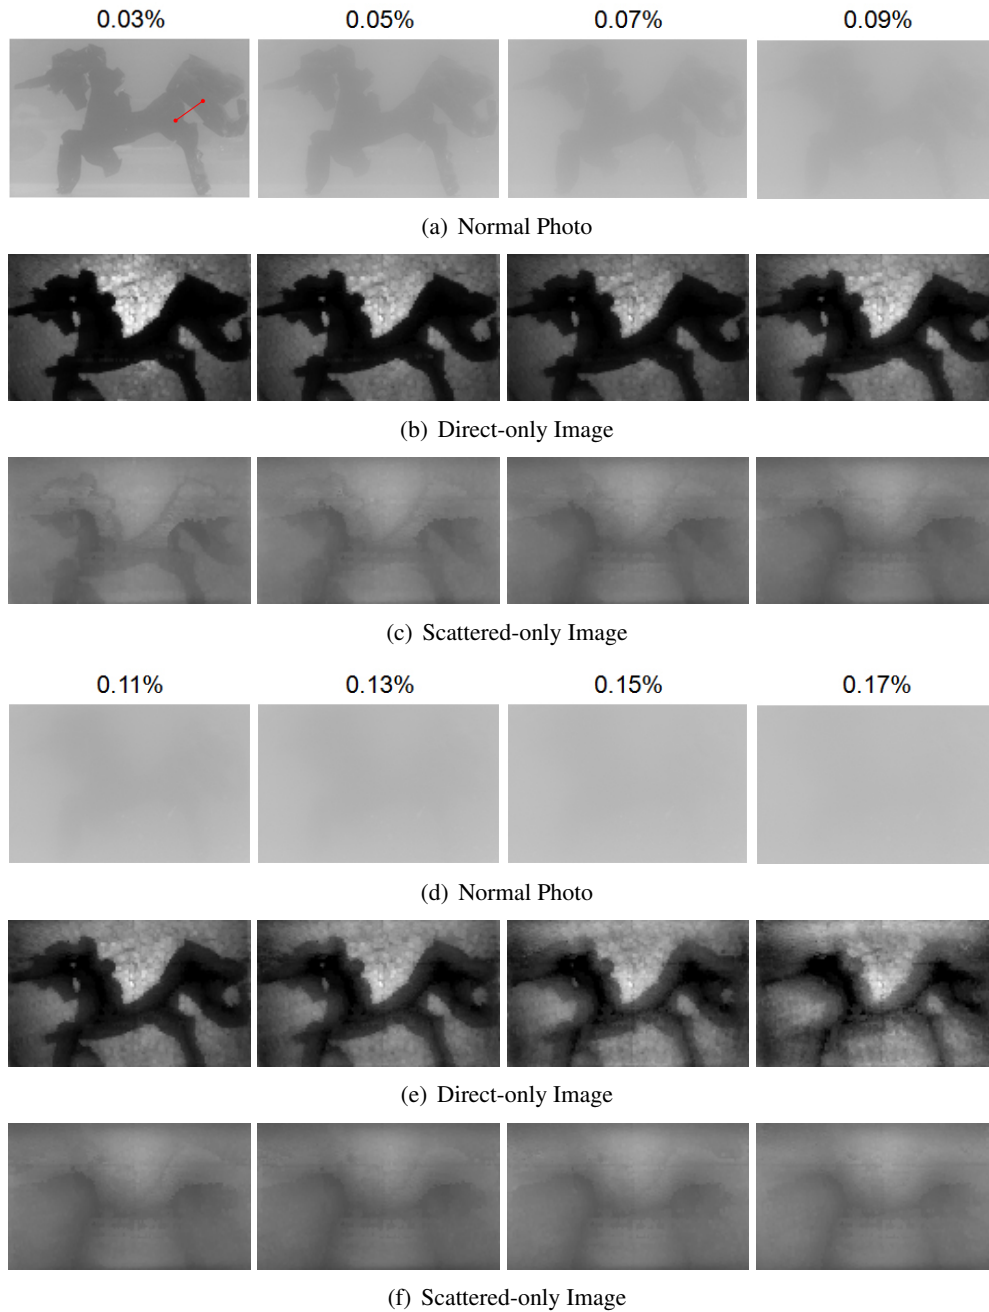 0.03% 0.05% 0.07% 0.09%
(a) Normal Photo
(b) Direct-only Image
(c) Scattered-only Image
0.11% 0.13% 0.15% 0.17%
(d) Normal Photo
(e) Direct-only Image
(f) Scattered-only Image